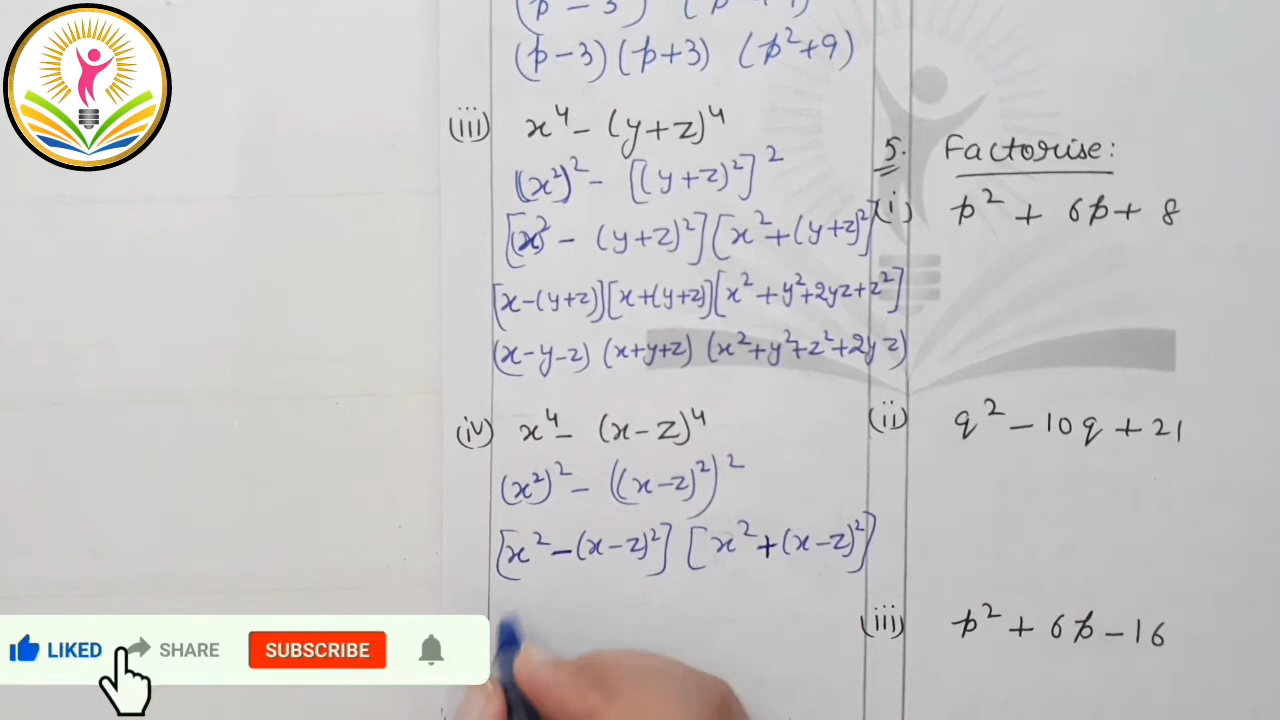 (p-3)(p+3) (p²+9)
(iii) x⁴-(y+z)⁴
(x²)²-[(y+z)²]²
[(x)²-(y+z)²][x²+(y+z)²]
[x-(y+z)][x+(y+z)][x²+y²+2yz+z²]
(x-y-z) (x+y+z) (x²+y²+z²+2yz)
(iv) x⁴-(x-z)⁴
(x²)²-((x-z)²)²
[x²-(x-z)²] [x²+(x-z)²]
5. Factorise:
(i) p²+6p+8
(ii) q²-10q+21
(iii) p²+6p-16
LIKED SHARE SUBSCRIBE